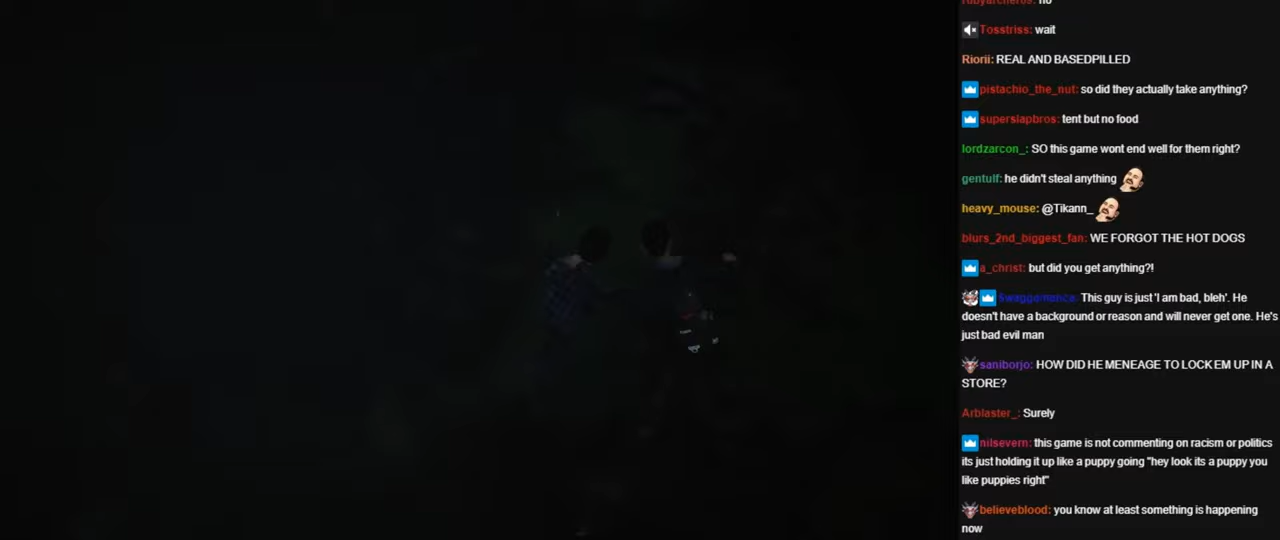 Tosstriss: wait
Riorii: REAL AND BASEDPILLED
pistachio_the_nut: so did they actually take anything?
superslapbros: tent but no food
lordzarcon_: SO this game wont end well for them right?
gentulf: he didn't steal anything
heavy_mouse: @Tikann_
blurs_2nd_biggest_fan: WE FORGOT THE HOT DOGS
a_christ: but did you get anything?!
Swaggomance: This guy is just 'I am bad, bleh'. He
doesn't have a background or reason and will never get one. He's
just bad evil man
saniborjo: HOW DID HE MENEAGE TO LOCK EM UP IN A
STORE?
Arblaster_: Surely
nilsevern: this game is not commenting on racism or politics
its just holding it up like a puppy going "hey look its a puppy you
like puppies right"
believeblood: you know at least something is happening
now